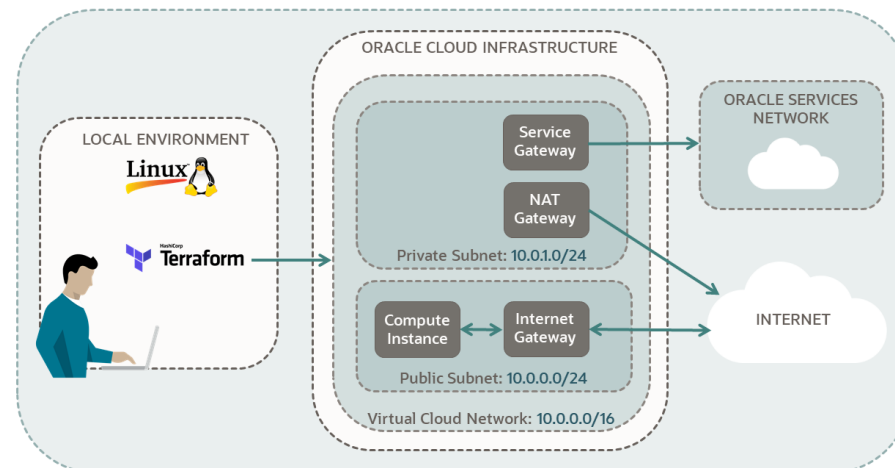 ORACLE CLOUD INFRASTRUCTURE
LOCAL ENVIRONMENT
Linux
HashiCorp
Terraform
Service
Gateway
NAT
Gateway
Private Subnet: 10.0.1.0/24
Compute
Instance
Internet
Gateway
Public Subnet: 10.0.0.0/24
Virtual Cloud Network: 10.0.0.0/16
ORACLE SERVICES
NETWORK
INTERNET